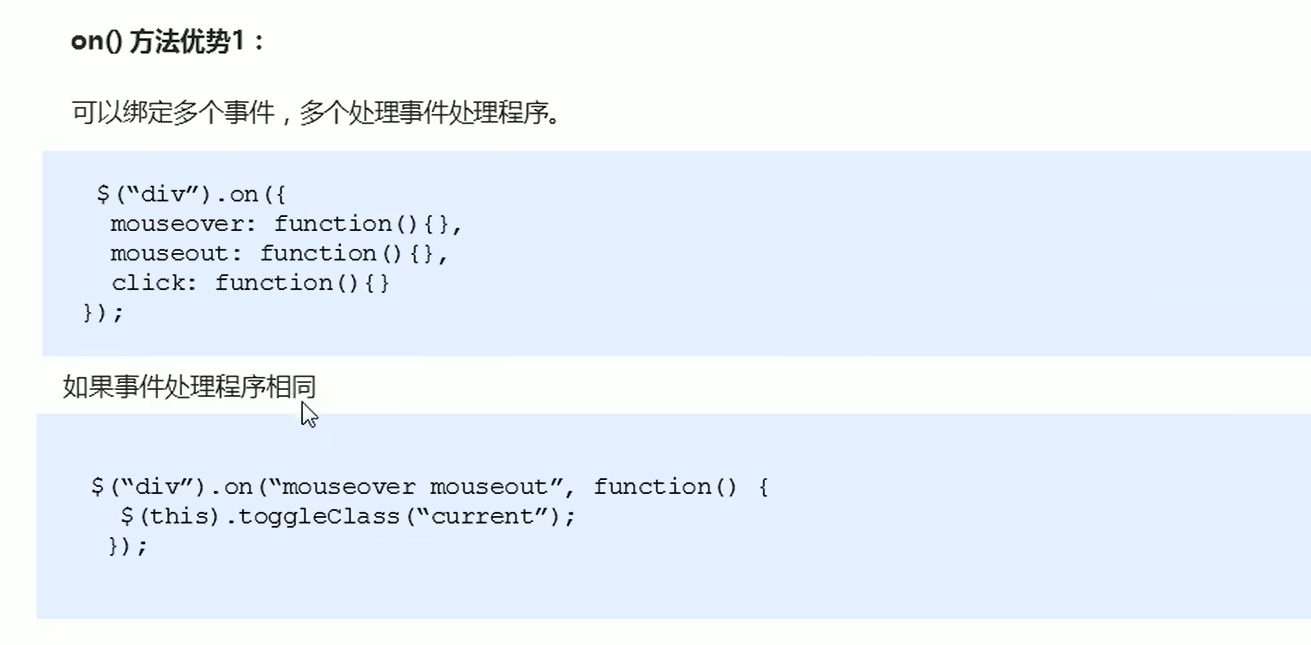 on() 方法优势1：
可以绑定多个事件，多个处理事件处理程序。
$(“div”).on({
mouseover: function(){},
mouseout: function(){},
click: function(){}
});
如果事件处理程序相同
$(“div”).on(“mouseover mouseout”, function() {
$(this).toggleClass(“current”);
});